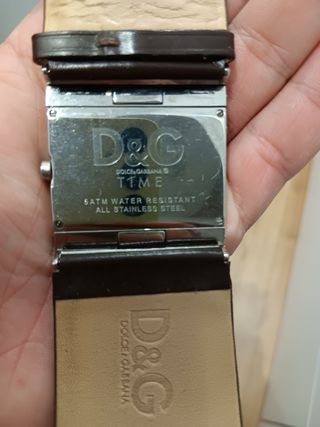 D&G
DOLCE&GABBANA®
TIME
5ATM WATER RESISTANT
ALL STAINLESS STEEL
D&G
DOLCE&GABBANA